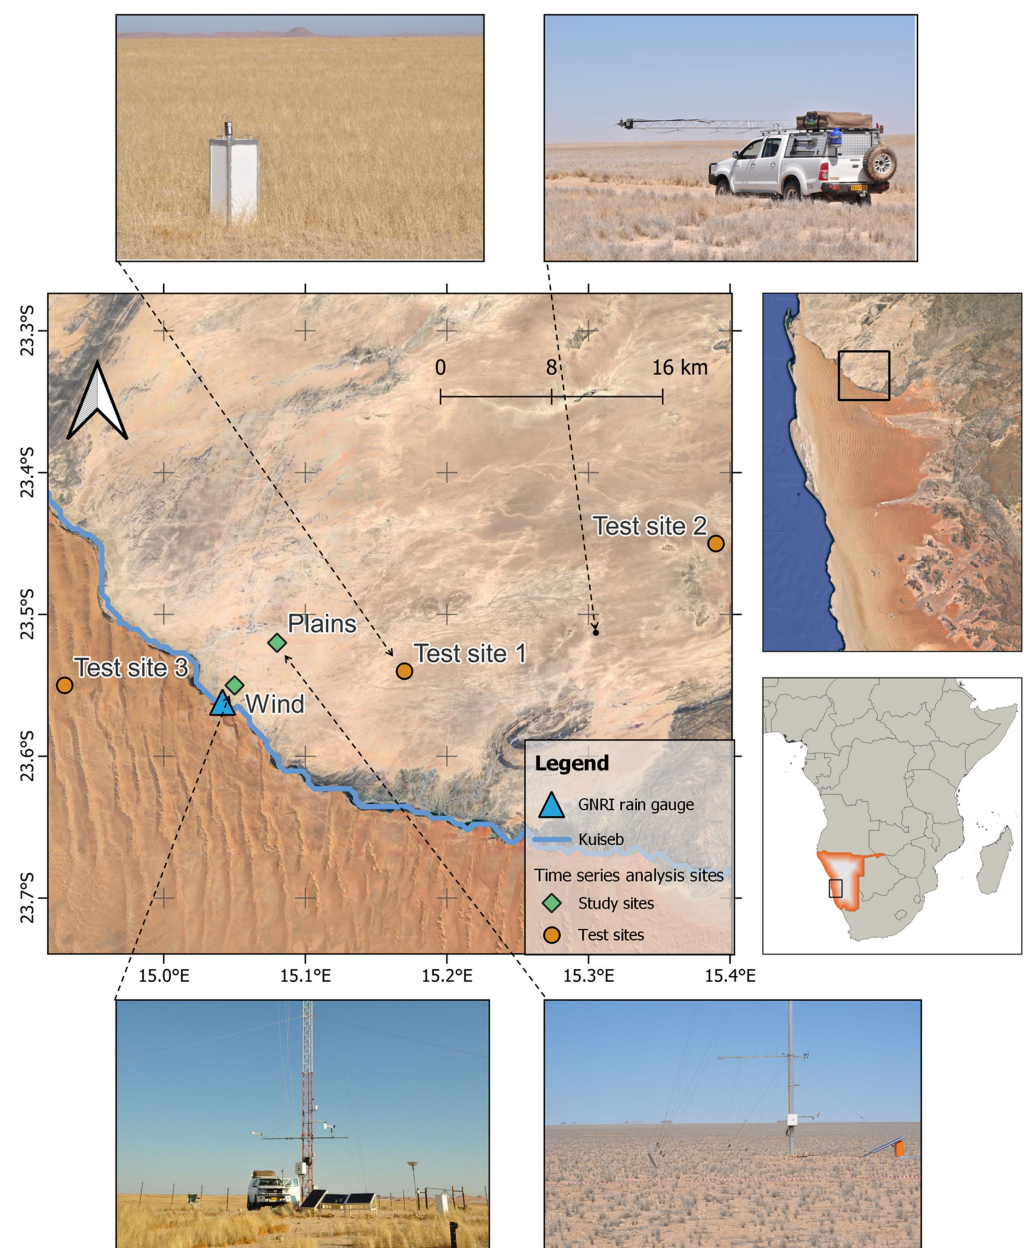 23.3°S
0 8 16 km
23.4°S
Test site 2
23.5°S
Plains
Test site 1
Test site 3
Wind
23.6°S
Legend
GNRI rain gauge
Kuiseb
Time series analysis sites
Study sites
Test sites
23.7°S
15.0°E 15.1°E 15.2°E 15.3°E 15.4°E